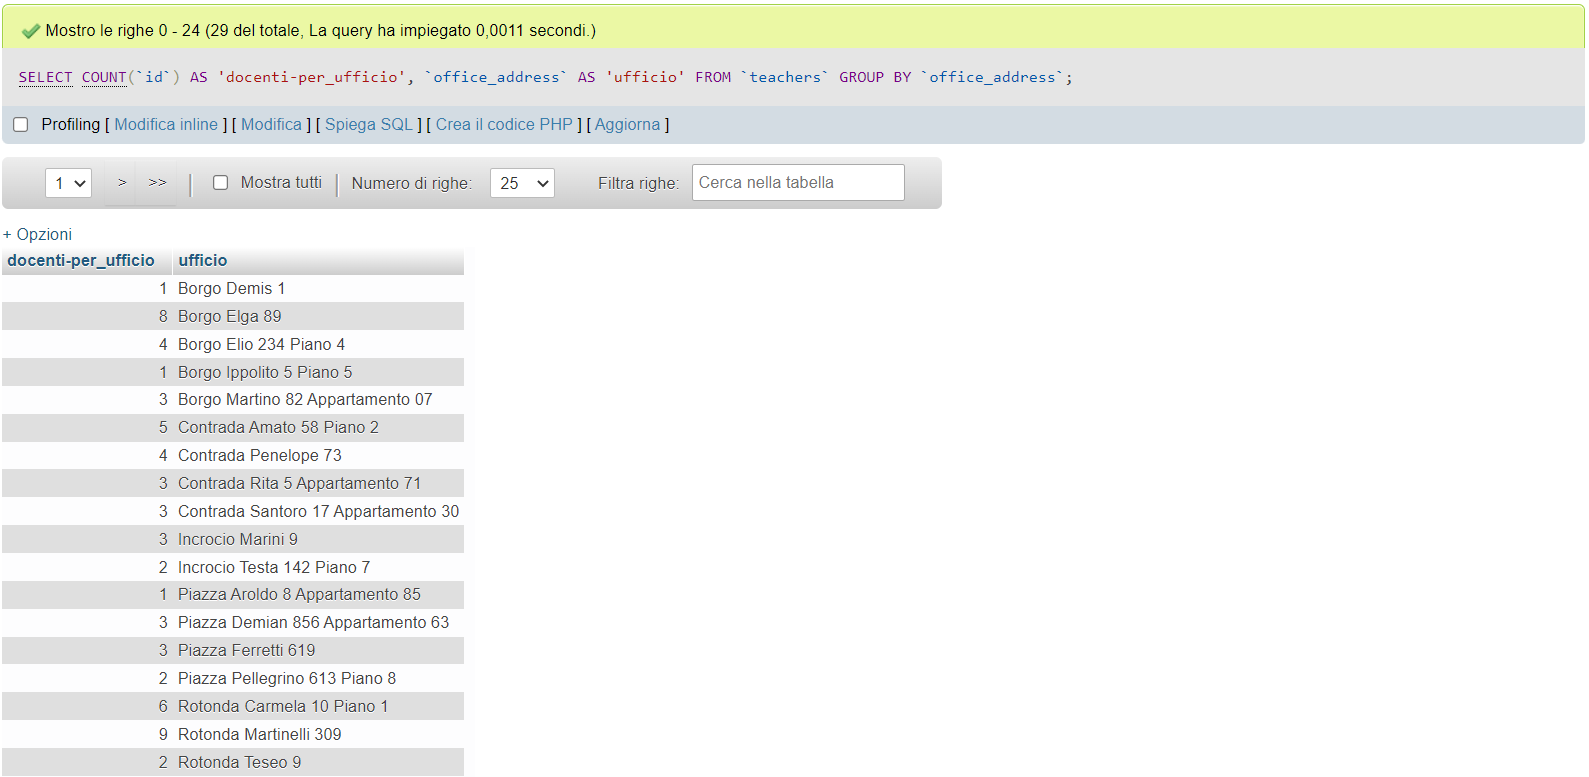 Mostro le righe 0 - 24 (29 del totale, La query ha impiegato 0,0011 secondi.)
SELECT COUNT(`id`) AS 'docenti-per_ufficio', `office_address` AS 'ufficio' FROM `teachers` GROUP BY `office_address`;
Profiling [ Modifica inline ] [ Modifica ] [ Spiega SQL ] [ Crea il codice PHP ] [ Aggiorna ]
1 > >> Mostra tutti Numero di righe: 25 Filtra righe: Cerca nella tabella
+ Opzioni
docenti-per_ufficio ufficio
1 Borgo Demis 1
8 Borgo Elga 89
4 Borgo Elio 234 Piano 4
1 Borgo Ippolito 5 Piano 5
3 Borgo Martino 82 Appartamento 07
5 Contrada Amato 58 Piano 2
4 Contrada Penelope 73
3 Contrada Rita 5 Appartamento 71
3 Contrada Santoro 17 Appartamento 30
3 Incrocio Marini 9
2 Incrocio Testa 142 Piano 7
1 Piazza Aroldo 8 Appartamento 85
3 Piazza Demian 856 Appartamento 63
3 Piazza Ferretti 619
2 Piazza Pellegrino 613 Piano 8
6 Rotonda Carmela 10 Piano 1
9 Rotonda Martinelli 309
2 Rotonda Teseo 9